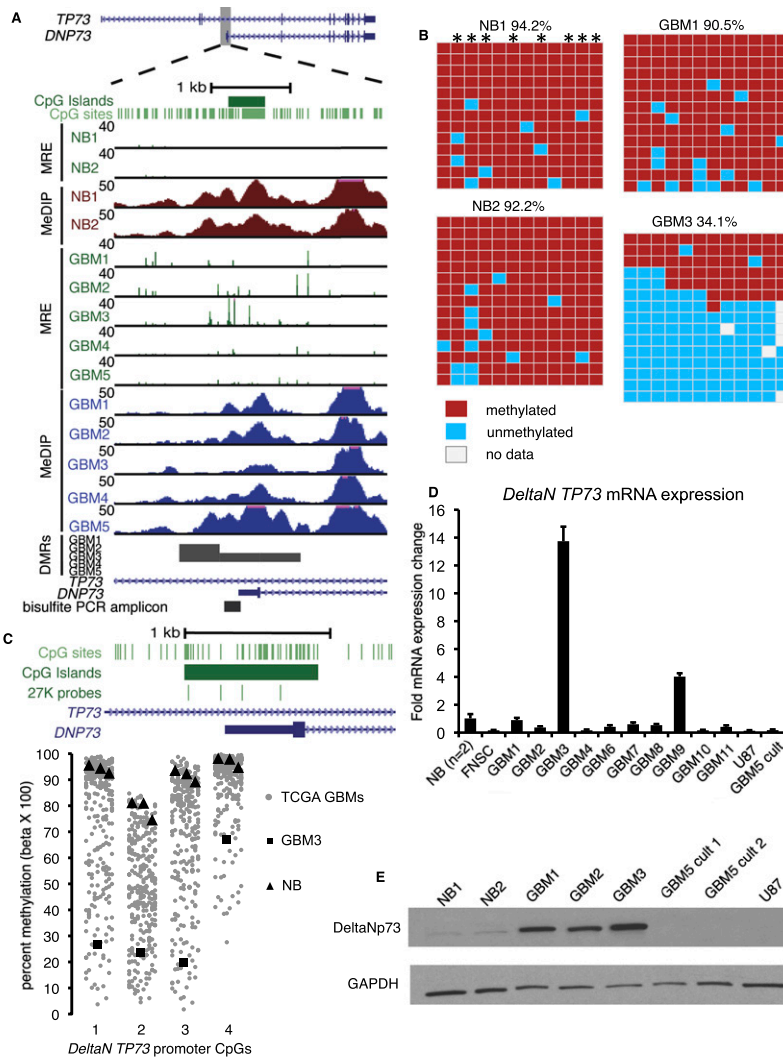 A
TP73
DNP73
1 kb
CpG Islands
CpG sites
MRE
40
NB1
40
NB2
MeDIP
50
NB1
50
NB2
MRE
40
GBM1
40
GBM2
40
GBM3
40
GBM4
40
GBM5
MeDIP
50
GBM1
50
GBM2
50
GBM3
50
GBM4
50
GBM5
DMRs
GBM1
GBM2
GBM3
GBM4
GBM5
TP73
DNP73
bisulfite PCR amplicon
B
NB1 94.2%
* * * * * * * *
GBM1 90.5%
NB2 92.2%
GBM3 34.1%
methylated
unmethylated
no data
C
1 kb
CpG sites
CpG Islands
27K probes
TP73
DNP73
percent methylation (beta X 100)
100
90
80
70
60
50
40
30
20
10
0
TCGA GBMs
GBM3
NB
1 2 3 4
DeltaN TP73 promoter CpGs
D
DeltaN TP73 mRNA expression
Fold mRNA expression change
16
14
12
10
8
6
4
2
0
NB (n=2)
FNSC
GBM1
GBM2
GBM3
GBM4
GBM6
GBM7
GBM8
GBM9
GBM10
GBM11
U87
GBM5 cult
E
NB1
NB2
GBM1
GBM2
GBM3
GBM5 cult 1
GBM5 cult 2
U87
DeltaNp73
GAPDH